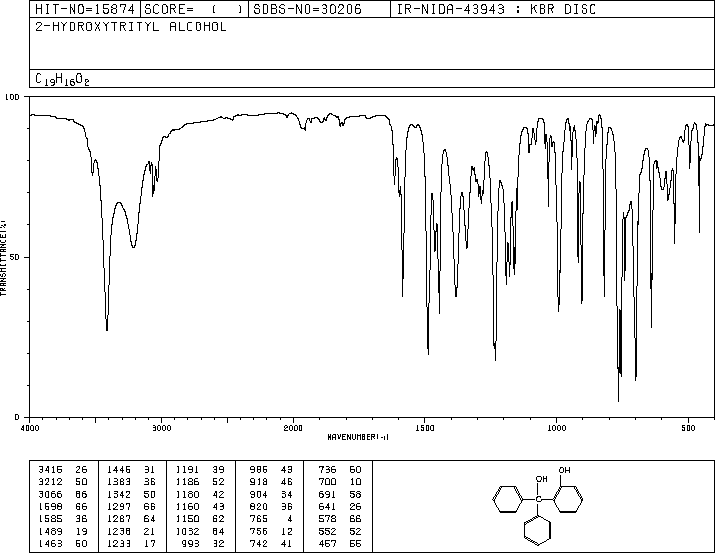 HIT-NO=15874 SCORE= ( ) SDBS-NO=30206 IR-NIDA-43943 : KBR DISC
2-HYDROXYTRITYL ALCOHOL
C19H16O2
100
50
0
TRANSMITTANCE(%)
4000 3000 2000 1500 1000 500
WAVENUMBER(-1)
OH
OH
C
3415 26 1446 31 1191 39 986 49 736 60
3212 50 1383 36 1186 52 918 46 700 10
3066 66 1342 50 1180 42 904 34 691 58
1598 66 1297 66 1160 43 820 36 641 26
1585 36 1287 64 1150 62 765 4 578 66
1489 19 1238 21 1032 64 756 12 552 52
1463 60 1233 17 993 32 742 41 457 55